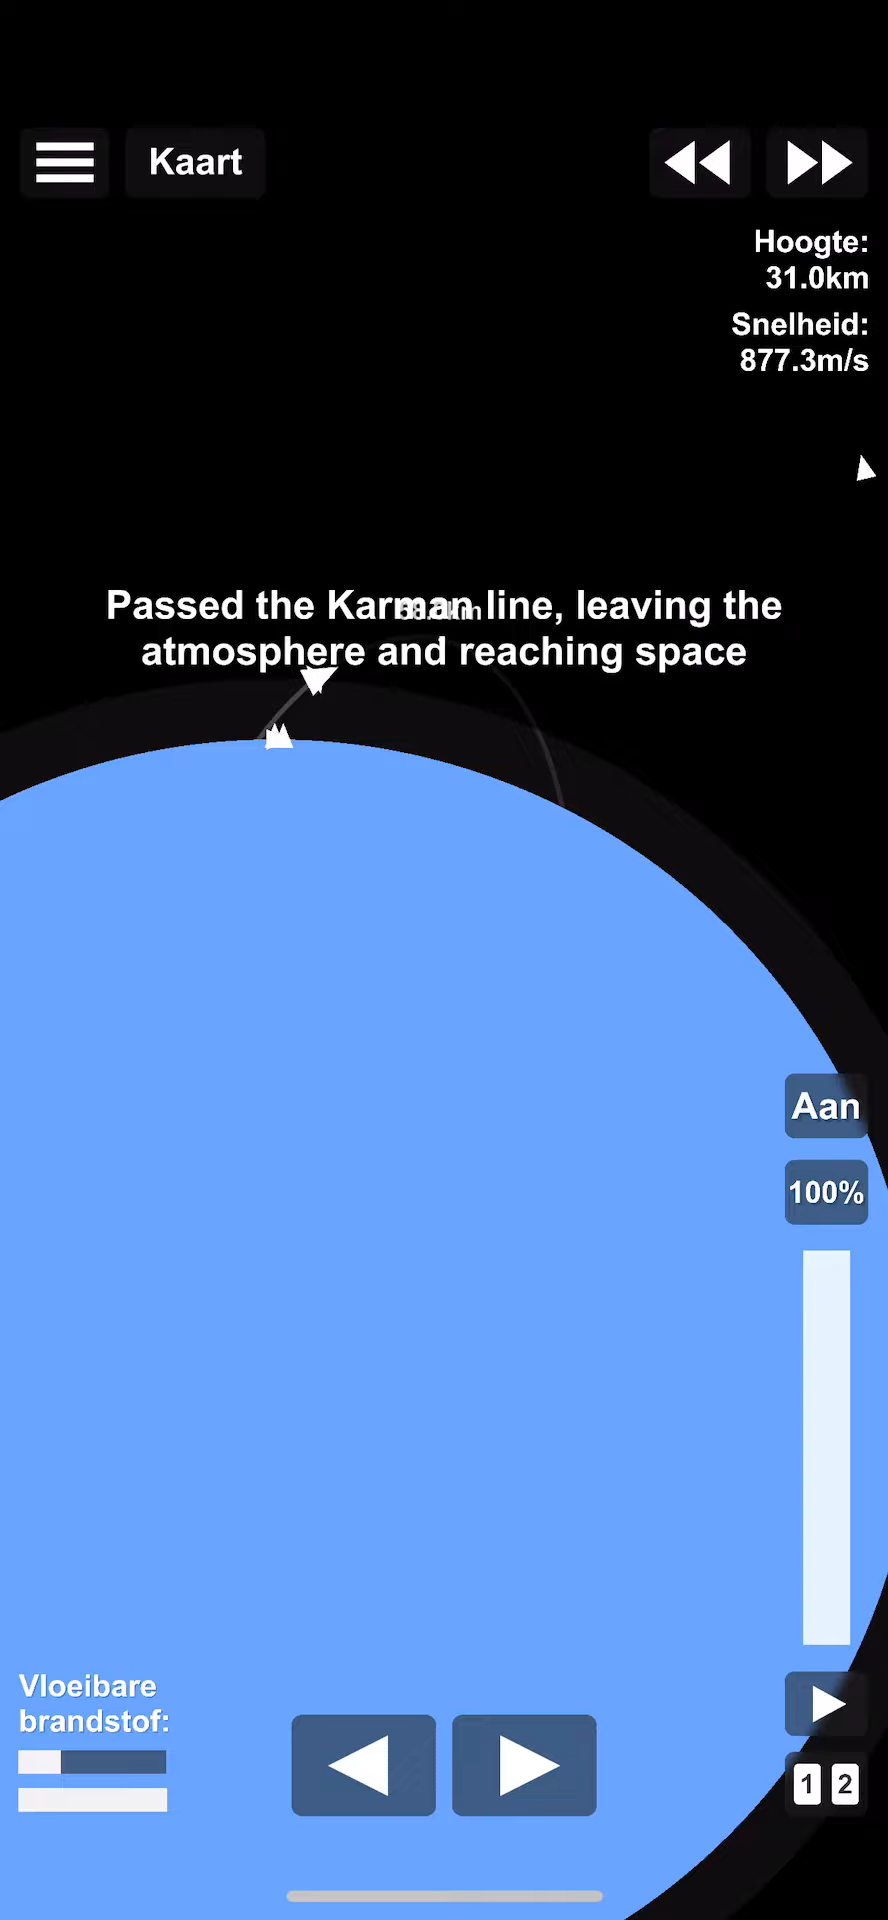 Kaart
Hoogte:
31.0km
Snelheid:
877.3m/s
Passed the Karman line, leaving the
atmosphere and reaching space
Aan
100%
Vloeibare
brandstof:
1 2